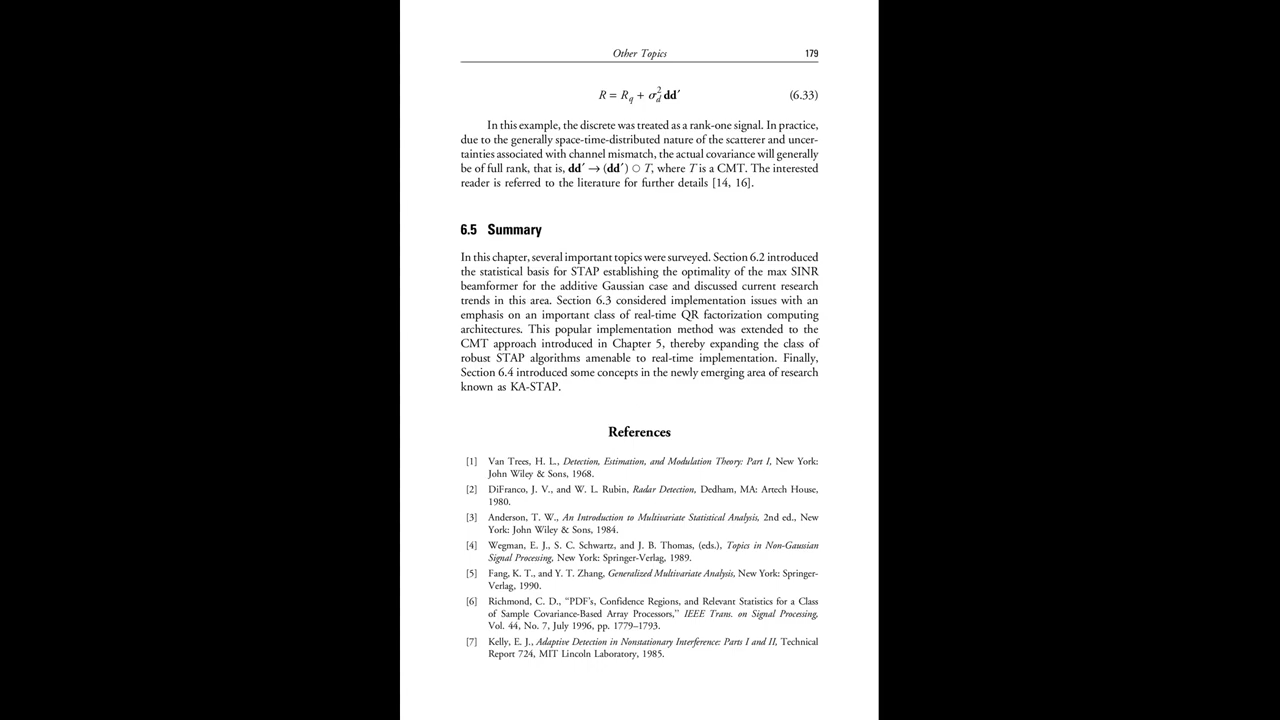 Other Topics 179
R = R_q + σ_d^2 dd′ (6.33)
In this example, the discrete was treated as a rank-one signal. In practice,
due to the generally space-time-distributed nature of the scatterer and uncer-
tainties associated with channel mismatch, the actual covariance will generally
be of full rank, that is, dd′ → (dd′) ○ T, where T is a CMT. The interested
reader is referred to the literature for further details [14, 16].
6.5 Summary
In this chapter, several important topics were surveyed. Section 6.2 introduced
the statistical basis for STAP establishing the optimality of the max SINR
beamformer for the additive Gaussian case and discussed current research
trends in this area. Section 6.3 considered implementation issues with an
emphasis on an important class of real-time QR factorization computing
architectures. This popular implementation method was extended to the
CMT approach introduced in Chapter 5, thereby expanding the class of
robust STAP algorithms amenable to real-time implementation. Finally,
Section 6.4 introduced some concepts in the newly emerging area of research
known as KA-STAP.
References
[1] Van Trees, H. L., Detection, Estimation, and Modulation Theory: Part I, New York:
John Wiley & Sons, 1968.
[2] DiFranco, J. V., and W. L. Rubin, Radar Detection, Dedham, MA: Artech House,
1980.
[3] Anderson, T. W., An Introduction to Multivariate Statistical Analysis, 2nd ed., New
York: John Wiley & Sons, 1984.
[4] Wegman, E. J., S. C. Schwartz, and J. B. Thomas, (eds.), Topics in Non-Gaussian
Signal Processing, New York: Springer-Verlag, 1989.
[5] Fang, K. T., and Y. T. Zhang, Generalized Multivariate Analysis, New York: Springer-
Verlag, 1990.
[6] Richmond, C. D., “PDF’s, Confidence Regions, and Relevant Statistics for a Class
of Sample Covariance-Based Array Processors,’’ IEEE Trans. on Signal Processing,
Vol. 44, No. 7, July 1996, pp. 1779–1793.
[7] Kelly, E. J., Adaptive Detection in Nonstationary Interference: Parts I and II, Technical
Report 724, MIT Lincoln Laboratory, 1985.